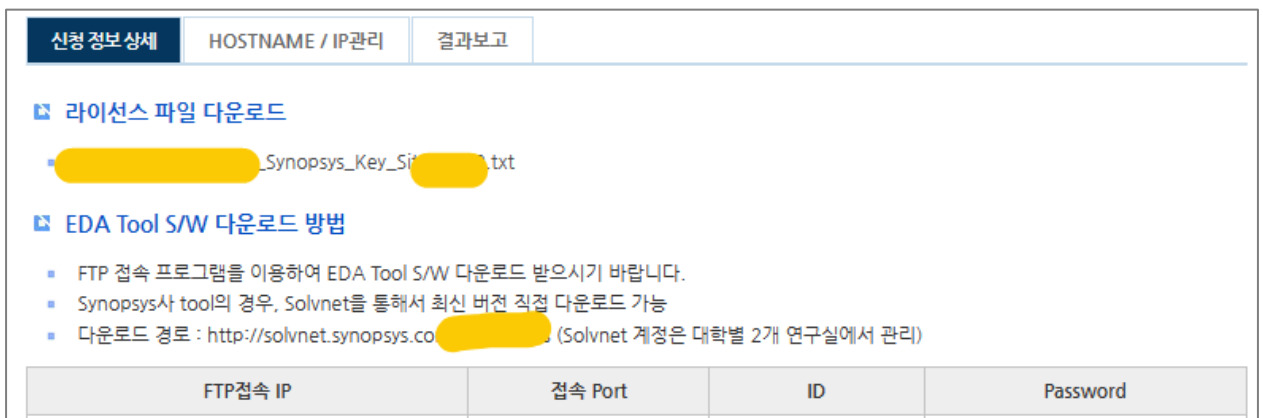 신청 정보 상세 HOSTNAME / IP관리 결과보고
라이선스 파일 다운로드
_Synopsys_Key_Sit .txt
EDA Tool S/W 다운로드 방법
FTP 접속 프로그램을 이용하여 EDA Tool S/W 다운로드 받으시기 바랍니다.
Synopsys사 tool의 경우, Solvnet을 통해서 최신 버전 직접 다운로드 가능
다운로드 경로 : http://solvnet.synopsys.co (Solvnet 계정은 대학별 2개 연구실에서 관리)
FTP접속 IP 접속 Port ID Password